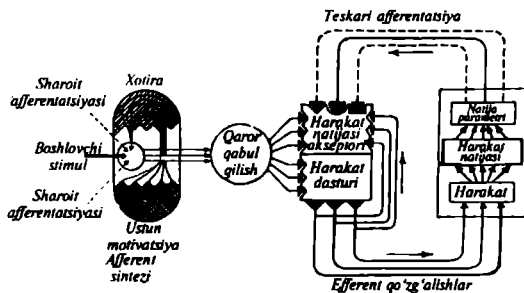 Teskari afferentatsiya
Sharoit
afferentatsiyasi
Xotira
Boshlovchi
stimul
Sharoit
afferentatsiyasi
Ustun
motivatsiya
Afferent
sintezi
Qaror
qabul
qilish
Harakat
natijasi
akseptori
Harakat
dasturi
Natija
parametri
Harakat
natijasi
Harakat
Efferent qo'zg'alishlar